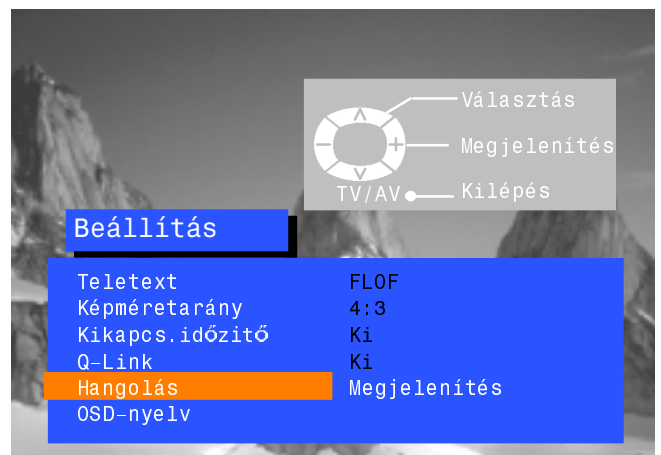 Választás
Megjelenítés
TV/AV Kilépés
Beállítás
Teletext FLOF
Képméretarány 4:3
Kikapcs.időzitő Ki
Q-Link Ki
Hangolás Megjelenítés
OSD-nyelv